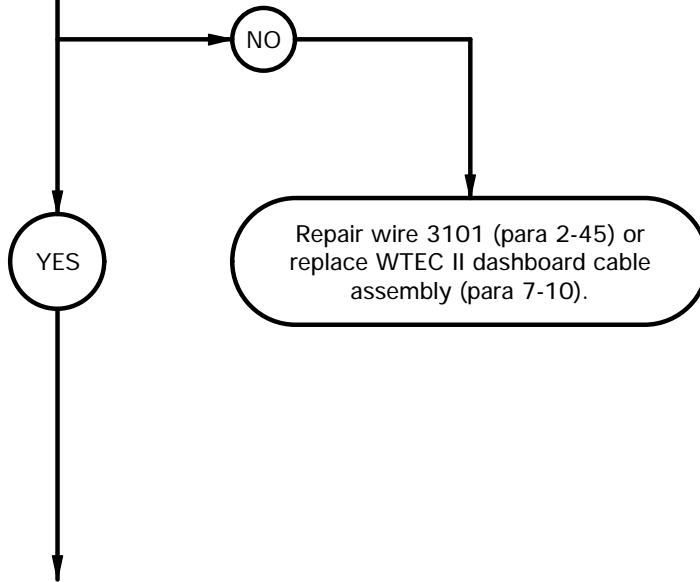 NO
YES
Repair wire 3101 (para 2-45) or
replace WTEC II dashboard cable
assembly (para 7-10).